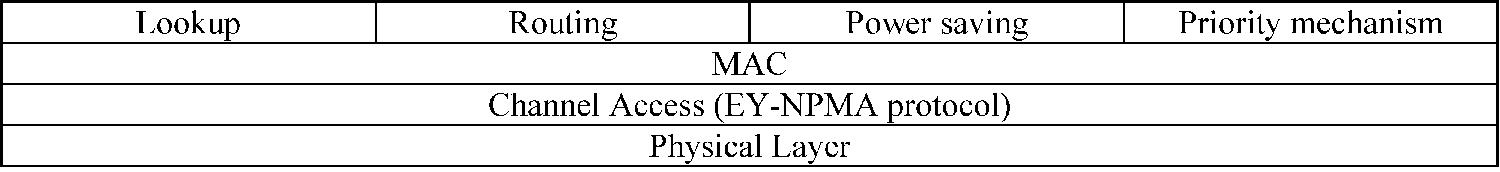 Lookup Routing Power saving Priority mechanism
MAC
Channel Access (EY-NPMA protocol)
Physical Layer